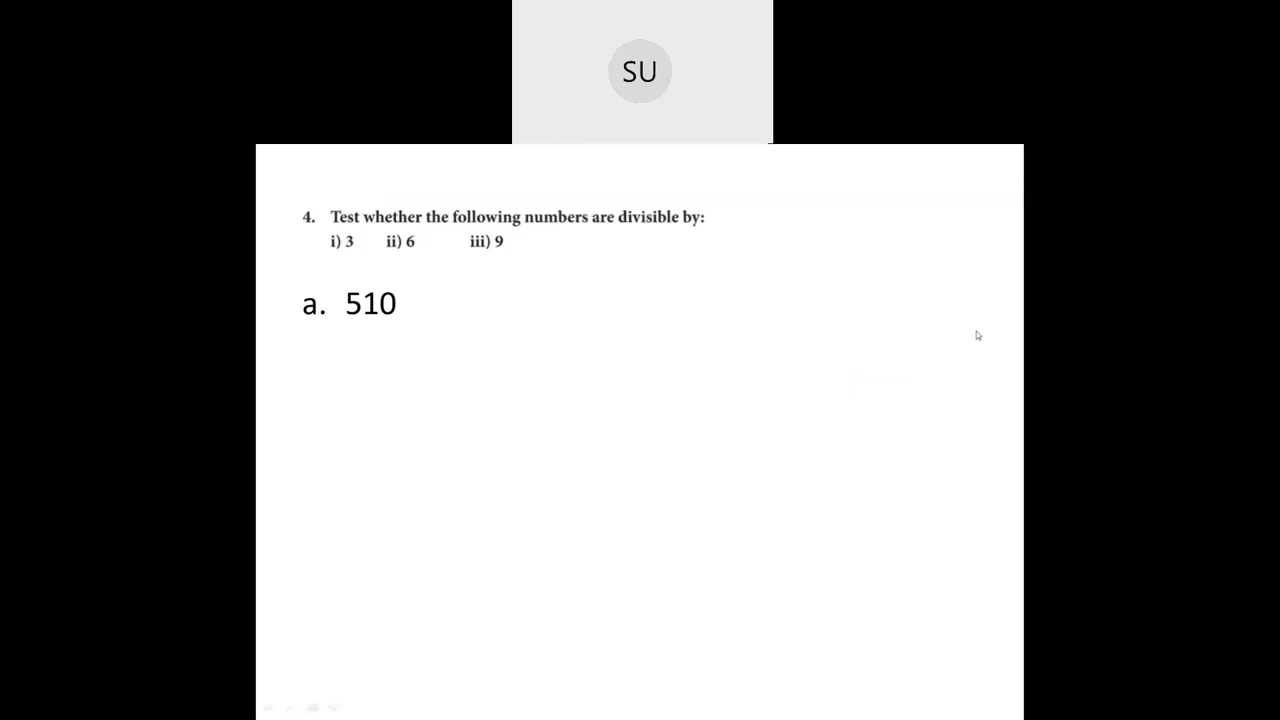 SU
4. Test whether the following numbers are divisible by:
i) 3 ii) 6 iii) 9
a. 510